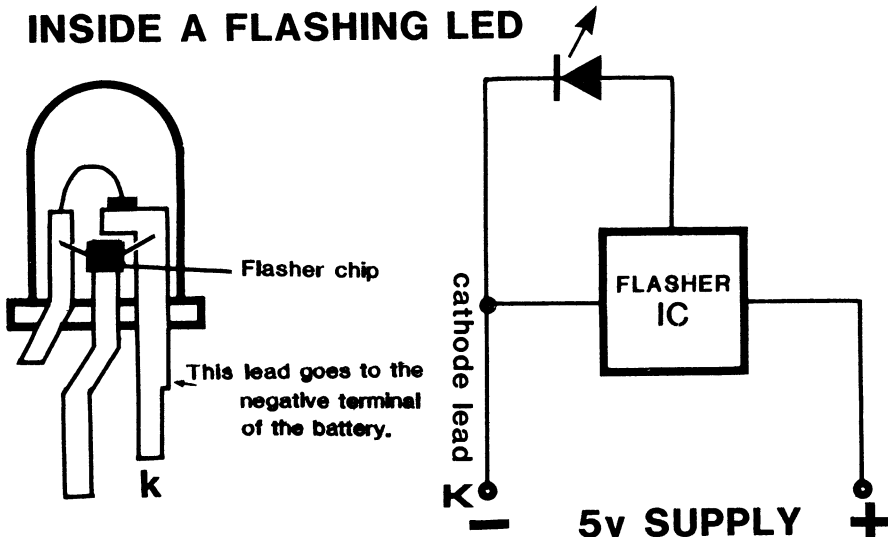 INSIDE A FLASHING LED
Flasher chip
This lead goes to the
negative terminal
of the battery.
k
cathode lead
FLASHER
IC
K
−
5v SUPPLY
+